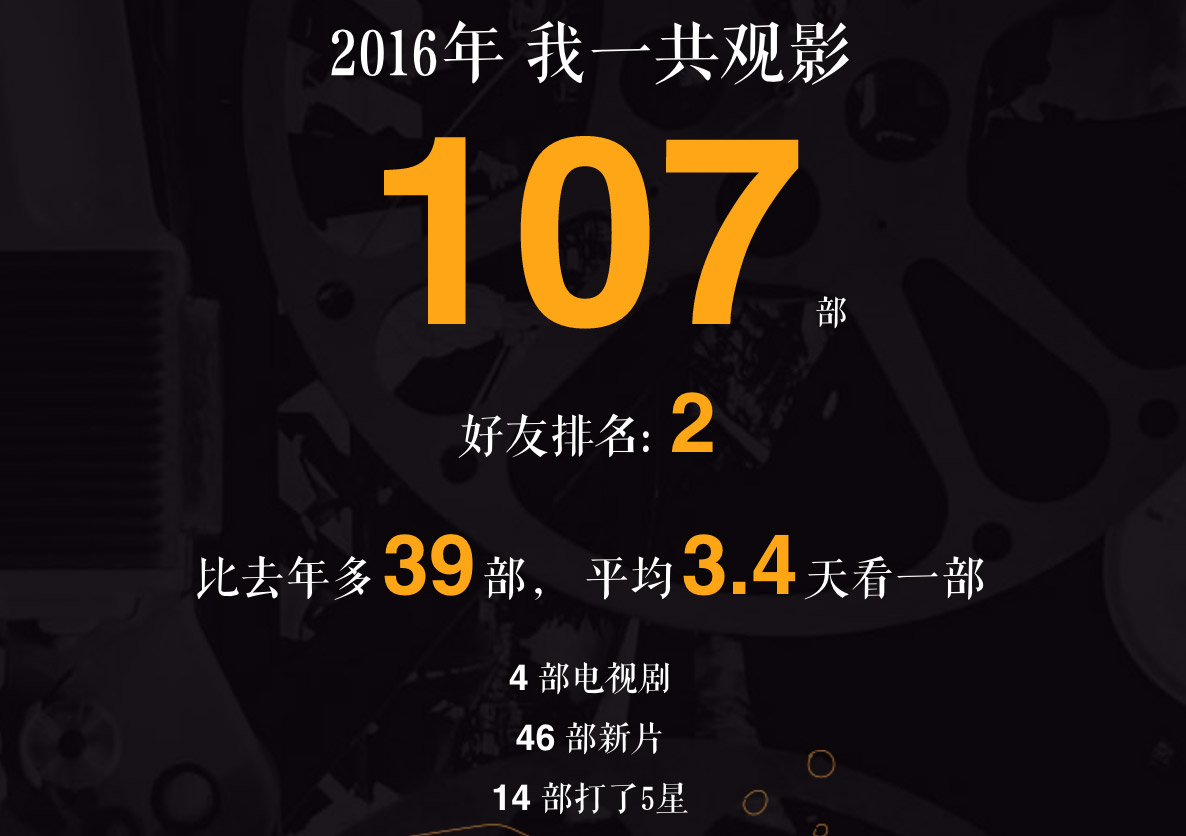 2016年 我一共观影
107 部
好友排名: 2
比去年多 39 部， 平均 3.4 天看一部
4 部电视剧
46 部新片
14 部打了5星